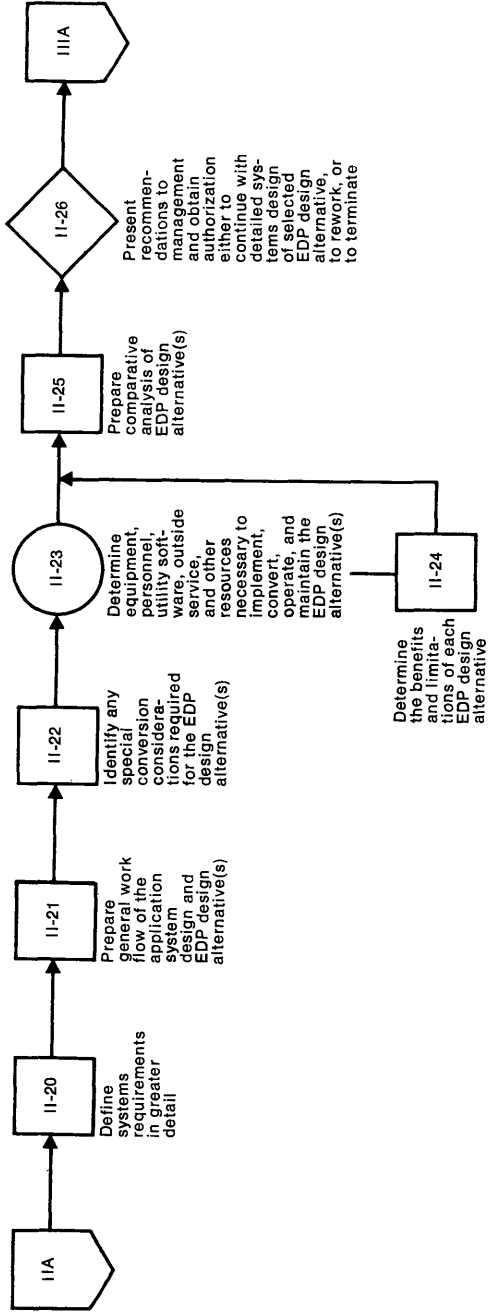 IIA
II-20
Define
systems
requirements
in greater
detail
II-21
Prepare
general work
flow of the
application
system
design and
EDP design
alternative(s)
II-22
Identify any
special
conversion
considera-
tions required
for the EDP
design
alternative(s)
II-23
Determine
equipment,
personnel,
utility soft-
ware, outside
service,
and other
resources
necessary to
implement,
convert,
operate, and
maintain the
EDP design
alternative(s)
II-24
Determine
the benefits
and limita-
tions of each
EDP design
alternative
II-25
Prepare
comparative
analysis of
EDP design
alternative(s)
II-26
Present
recommen-
dations to
management
and obtain
authorization
either to
continue with
detailed sys-
tems design
of selected
EDP design
alternative,
to rework, or
to terminate
IIIA